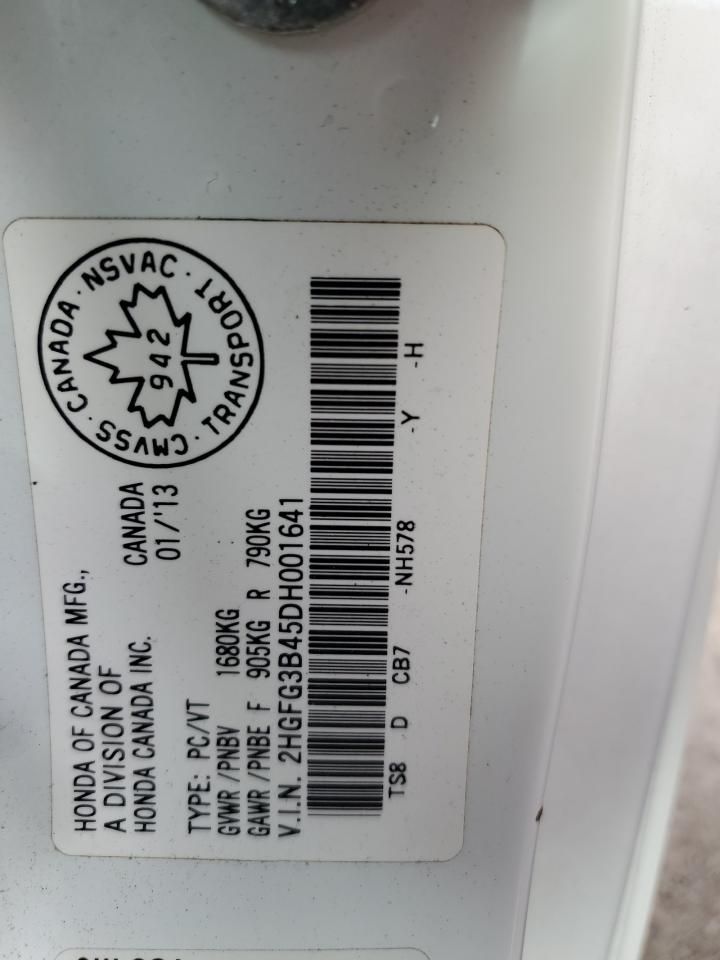 HONDA OF CANADA MFG.,
A DIVISION OF
HONDA CANADA INC.
CANADA
01/'13
CMVSS · CANADA · NSVAC · TRANSPORT ·
942
TYPE: PC/VT
GVWR /PNBV 1680KG
GAWR /PNBE F 905KG R 790KG
V.I.N. 2HGFG3B45DH001641
TS8 D CB7 -NH578 -Y -H